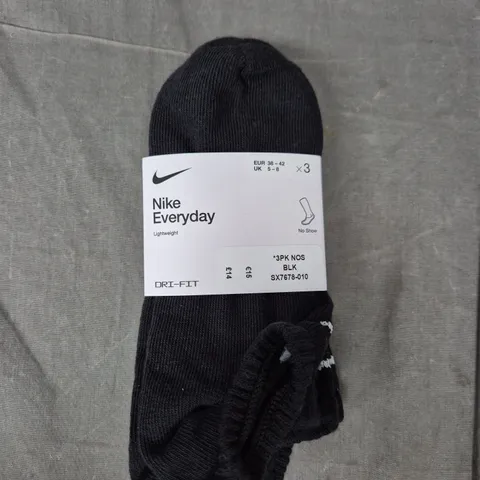 EUR 38 – 42
UK 5 – 8
×3
Nike
Everyday
Lightweight
No Show
*3PK NOS
BLK
SX7678-010
£14
€15
DRI-FIT